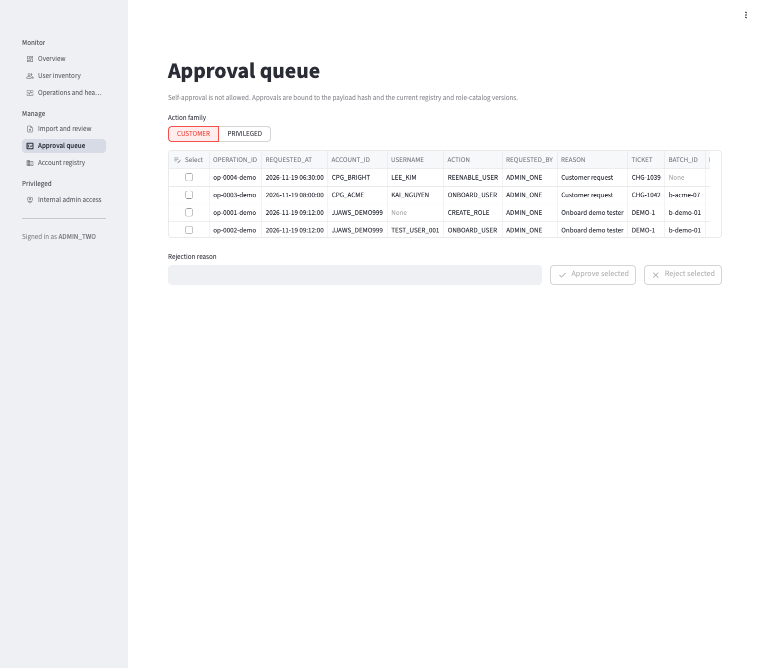 Monitor
Overview
User inventory
Operations and hea...
Manage
Import and review
Approval queue
Account registry
Privileged
Internal admin access
Signed in as ADMIN_TWO
Approval queue
Self-approval is not allowed. Approvals are bound to the payload hash and the current registry and role-catalog versions.
Action family
CUSTOMER PRIVILEGED
Select OPERATION_ID REQUESTED_AT ACCOUNT_ID USERNAME ACTION REQUESTED_BY REASON TICKET BATCH_ID
op-0004-demo 2026-11-19 06:30:00 CPG_BRIGHT LEE_KIM REENABLE_USER ADMIN_ONE Customer request CHG-1039 None
op-0003-demo 2026-11-19 08:00:00 CPG_ACME KAI_NGUYEN ONBOARD_USER ADMIN_ONE Customer request CHG-1042 b-acme-07
op-0001-demo 2026-11-19 09:12:00 JJAWS_DEMO999 None CREATE_ROLE ADMIN_ONE Onboard demo tester DEMO-1 b-demo-01
op-0002-demo 2026-11-19 09:12:00 JJAWS_DEMO999 TEST_USER_001 ONBOARD_USER ADMIN_ONE Onboard demo tester DEMO-1 b-demo-01
Rejection reason
Approve selected Reject selected